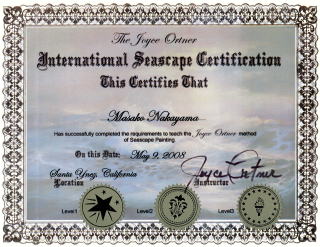 The Joyce Ortner
International Seascape Certification
This Certifies That
Masako Nakayama
Has successfully completed the requirements to teach the Joyce Ortner method
of Seascape Painting.
On this Date: May 9, 2008
Santa Ynez, California
Location
Joyce Ortner
Instructor
Level1
Level2
Level3